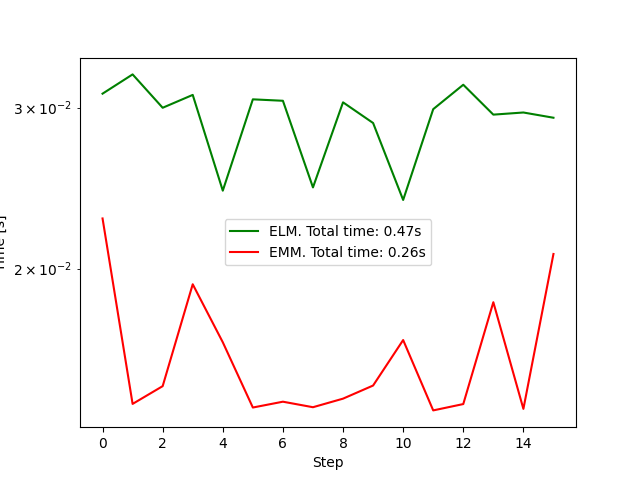 3 × 10⁻²
2 × 10⁻²
Time [s]
ELM. Total time: 0.47s
EMM. Total time: 0.26s
0 2 4 6 8 10 12 14
Step